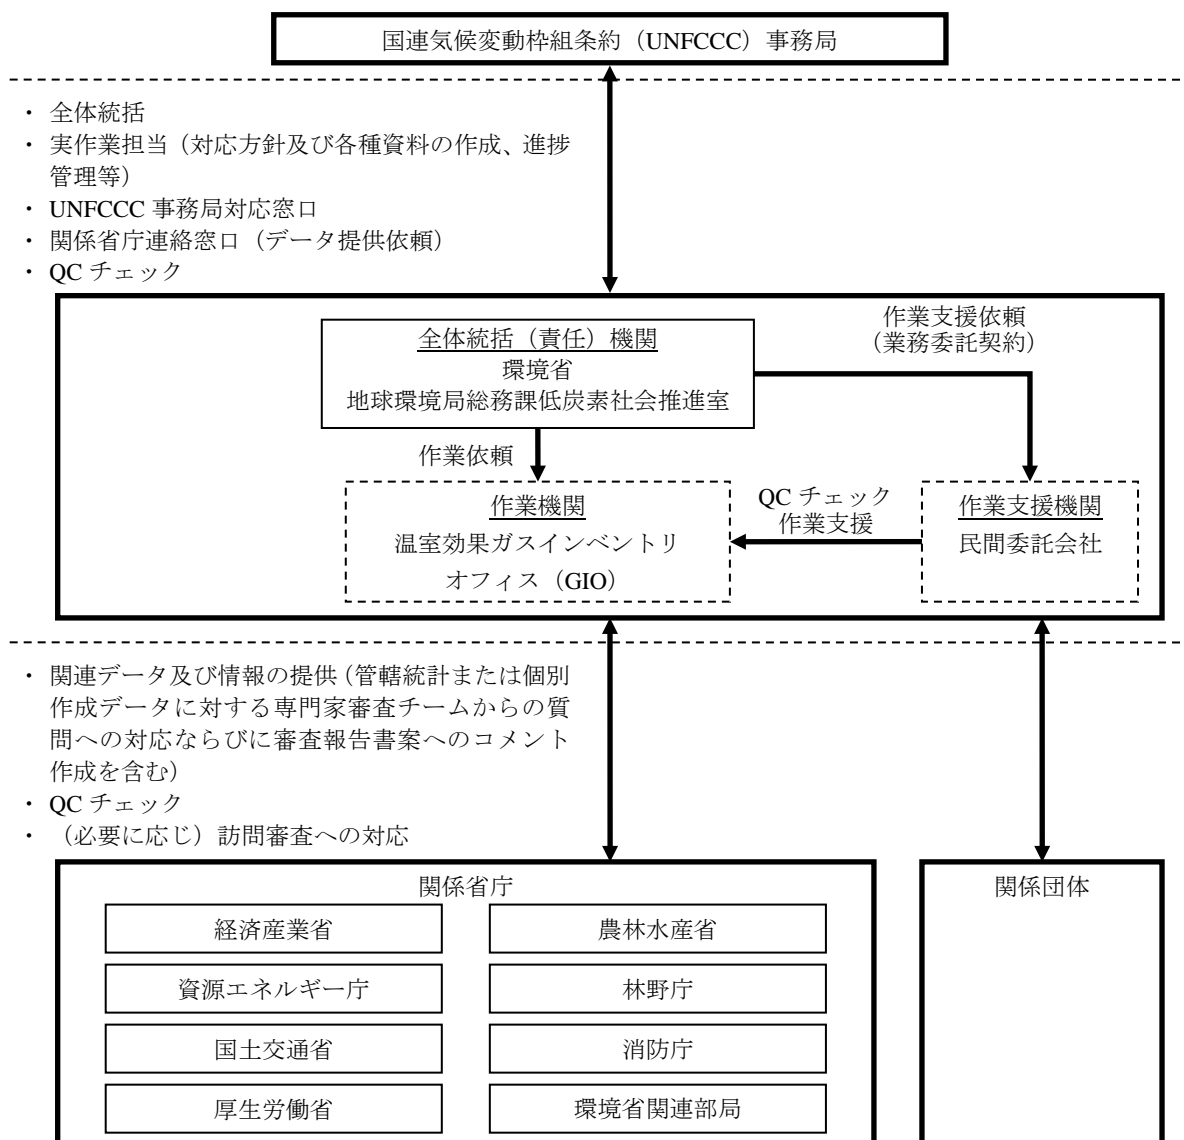 国連気候変動枠組条約（UNFCCC）事務局
・ 全体統括
・ 実作業担当（対応方針及び各種資料の作成、進捗
管理等）
・ UNFCCC 事務局対応窓口
・ 関係省庁連絡窓口（データ提供依頼）
・ QC チェック
全体統括（責任）機関
環境省
地球環境局総務課低炭素社会推進室
作業支援依頼
（業務委託契約）
作業依頼
作業機関
温室効果ガスインベントリ
オフィス（GIO）
QC チェック
作業支援
作業支援機関
民間委託会社
・ 関連データ及び情報の提供（管轄統計または個別
作成データに対する専門家審査チームからの質
問への対応ならびに審査報告書案へのコメント
作成を含む）
・ QC チェック
・ （必要に応じ）訪問審査への対応
関係省庁
経済産業省
農林水産省
資源エネルギー庁
林野庁
国土交通省
消防庁
厚生労働省
環境省関連部局
関係団体